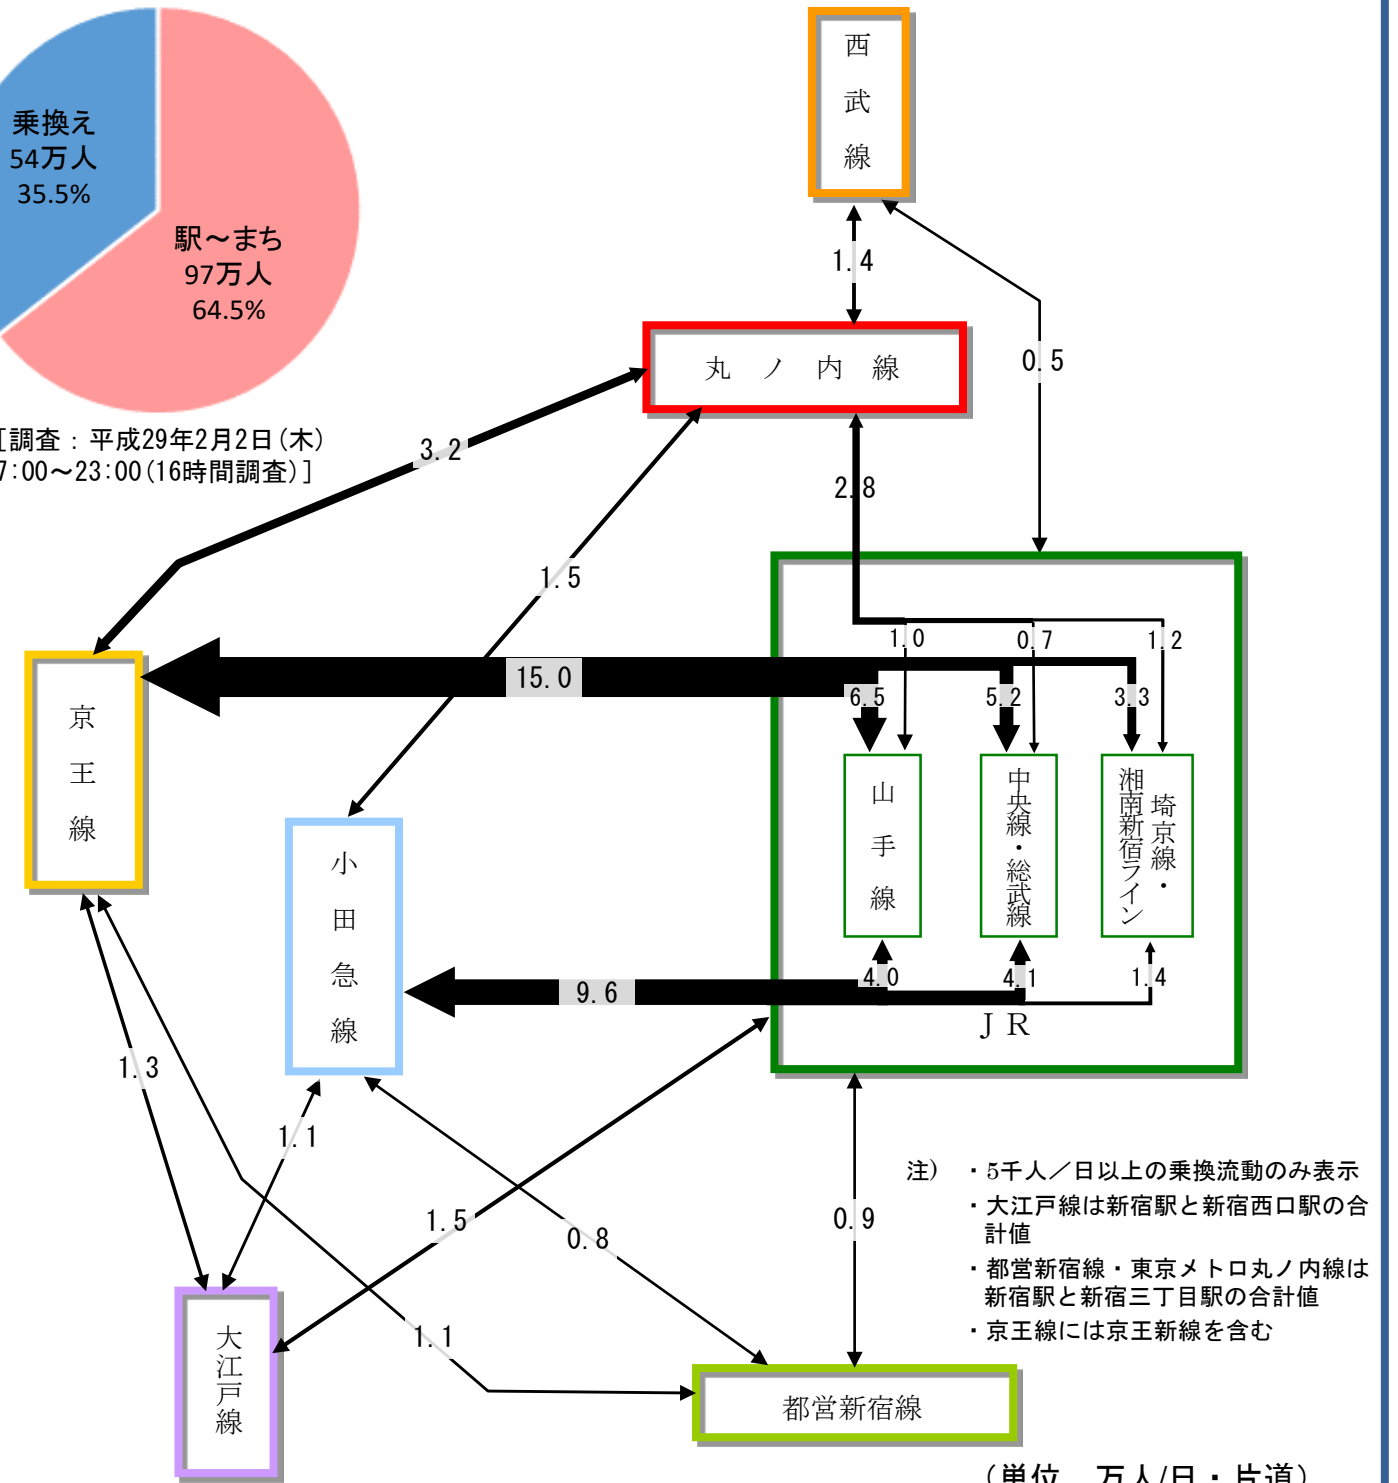 乗換え
54万人
35.5%
駅～まち
97万人
64.5%
[調査：平成29年2月2日(木)
7:00～23:00(16時間調査)]
西武線
1.4
0.5
丸ノ内線
3.2
2.8
1.5
1.0
0.7
1.2
15.0
6.5
5.2
3.3
京王線
山手線
中央線・総武線
埼京線・
湘南新宿ライン
小田急線
9.6
4.0
4.1
1.4
JR
1.3
1.1
1.5
0.8
0.9
1.1
大江戸線
都営新宿線
注) ・5千人／日以上の乗換流動のみ表示
・大江戸線は新宿駅と新宿西口駅の合
計値
・都営新宿線・東京メトロ丸ノ内線は
新宿駅と新宿三丁目駅の合計値
・京王線には京王新線を含む
(単位 万人/日・片道)